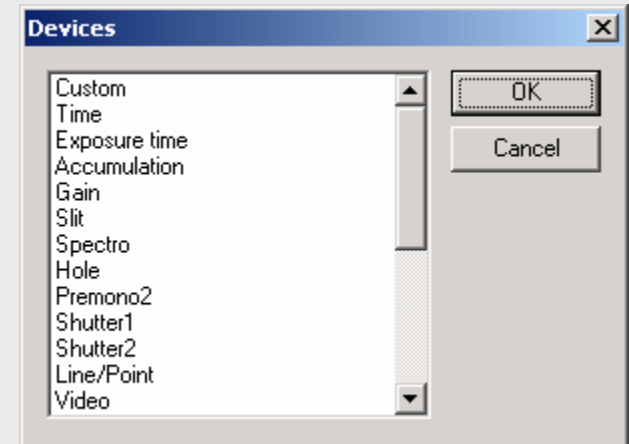 Devices
Custom
Time
Exposure time
Accumulation
Gain
Slit
Spectro
Hole
Premono2
Shutter1
Shutter2
Line/Point
Video
OK
Cancel